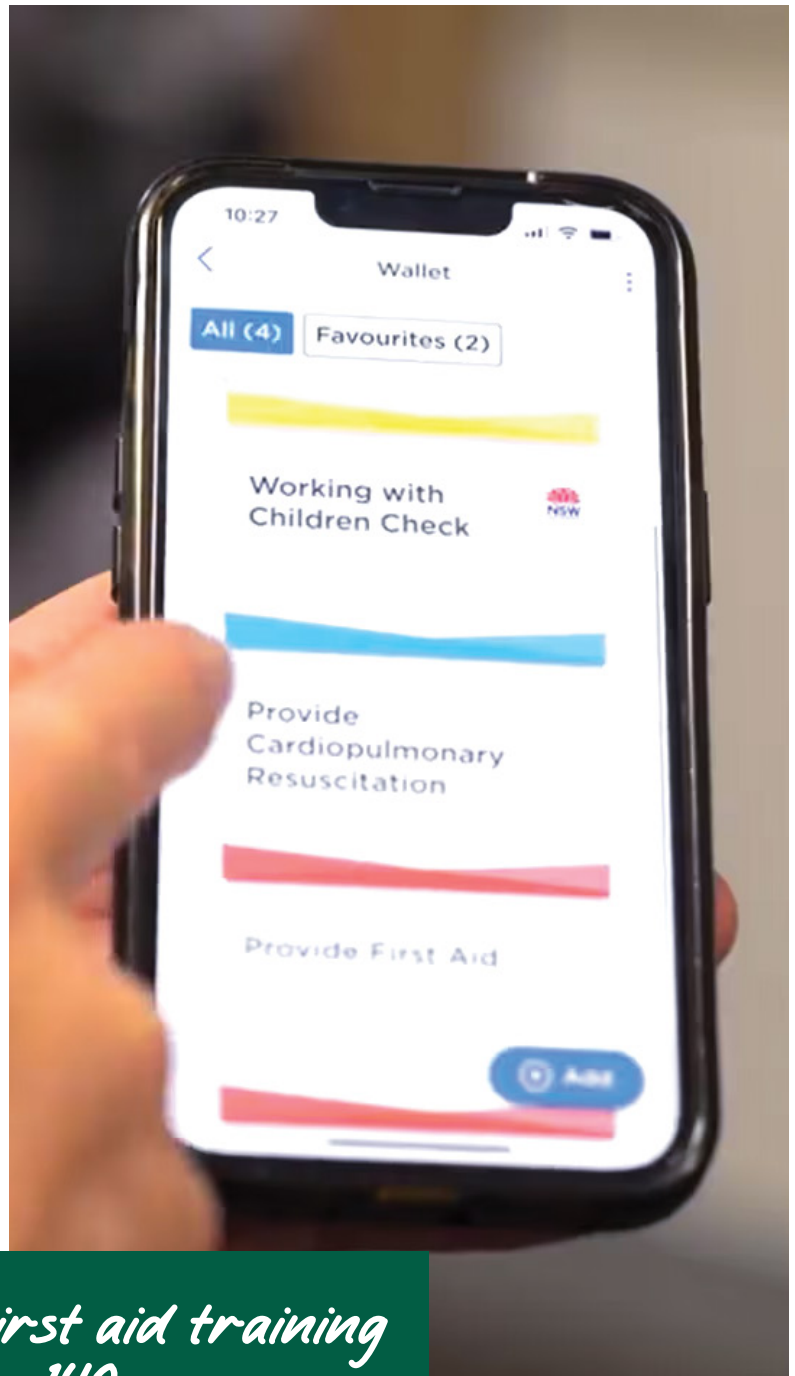 10:27
Wallet
All (4)
Favourites (2)
Working with
Children Check
NSW
Provide
Cardiopulmonary
Resuscitation
Provide First Aid
Add
irst aid training